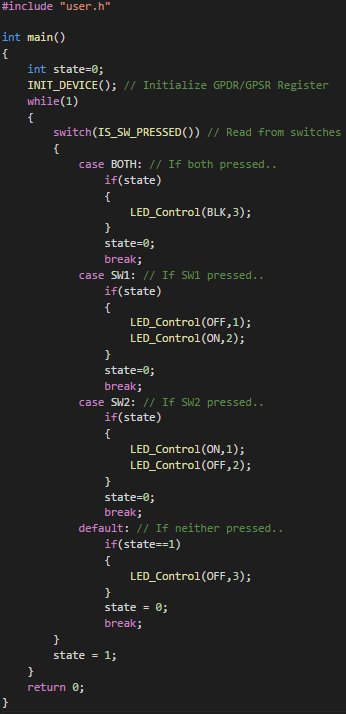 #include "user.h"
int main()
{
int state=0;
INIT_DEVICE(); // Initialize GPDR/GPSR Register
while(1)
{
switch(IS_SW_PRESSED()) // Read from switches
{
case BOTH: // If both pressed..
if(state)
{
LED_Control(BLK,3);
}
state=0;
break;
case SW1: // If SW1 pressed..
if(state)
{
LED_Control(OFF,1);
LED_Control(ON,2);
}
state=0;
break;
case SW2: // If SW2 pressed..
if(state)
{
LED_Control(ON,1);
LED_Control(OFF,2);
}
state=0;
break;
default: // If neither pressed..
if(state==1)
{
LED_Control(OFF,3);
}
state = 0;
break;
}
state = 1;
}
return 0;
}